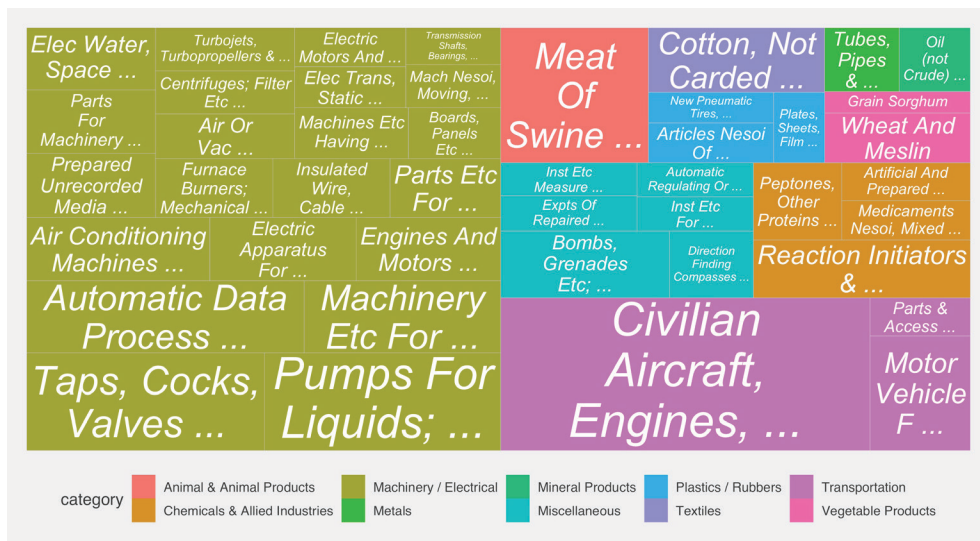 Elec Water,
Space ...
Turbojets,
Turbopropellers & ...
Electric
Motors And ...
Transmission
Shafts,
Bearings, ...
Centrifuges; Filter
Etc ...
Elec Trans,
Static ...
Mach Nesoi,
Moving, ...
Parts
For
Machinery ...
Air Or
Vac ...
Machines Etc
Having ...
Boards,
Panels
Etc ...
Prepared
Unrecorded
Media ...
Furnace
Burners;
Mechanical ...
Insulated
Wire,
Cable ...
Parts Etc
For ...
Air Conditioning
Machines ...
Electric
Apparatus
For ...
Engines And
Motors ...
Automatic Data
Process ...
Machinery
Etc For ...
Taps, Cocks,
Valves ...
Pumps For
Liquids; ...
Meat
Of
Swine ...
Cotton, Not
Carded ...
Tubes,
Pipes
& ...
Oil
(not
Crude) ...
New Pneumatic
Tires, ...
Articles Nesoi
Of ...
Plates,
Sheets,
Film ...
Grain Sorghum
Wheat And
Meslin
Inst Etc
Measure ...
Automatic
Regulating Or ...
Expts Of
Repaired ...
Inst Etc
For ...
Bombs,
Grenades
Etc; ...
Direction
Finding
Compasses ...
Peptones,
Other
Proteins ...
Artificial And
Prepared ...
Medicaments
Nesoi, Mixed ...
Reaction Initiators
& ...
Civilian
Aircraft,
Engines, ...
Parts &
Access ...
Motor
Vehicle
F ...
category
Animal & Animal Products
Machinery / Electrical
Mineral Products
Plastics / Rubbers
Transportation
Chemicals & Allied Industries
Metals
Miscellaneous
Textiles
Vegetable Products